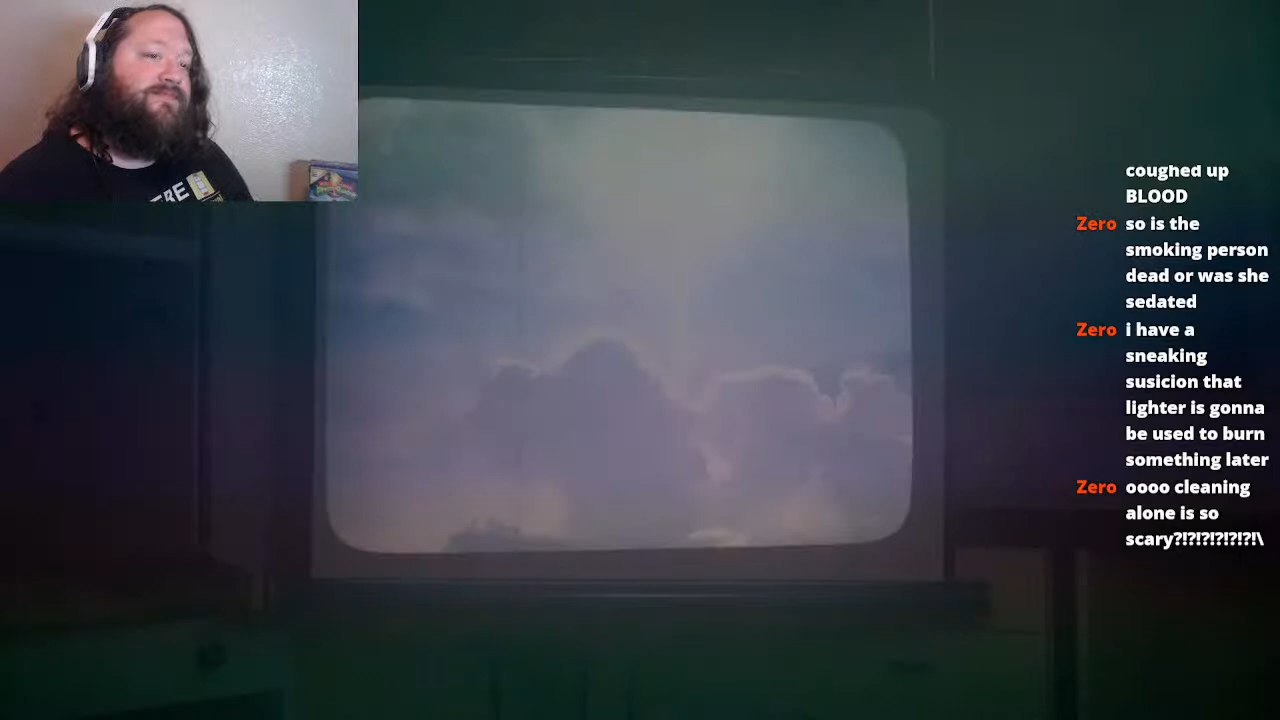 coughed up
BLOOD
Zero so is the
smoking person
dead or was she
sedated
Zero i have a
sneaking
susicion that
lighter is gonna
be used to burn
something later
Zero oooo cleaning
alone is so
scary?!?!?!?!?!?!\